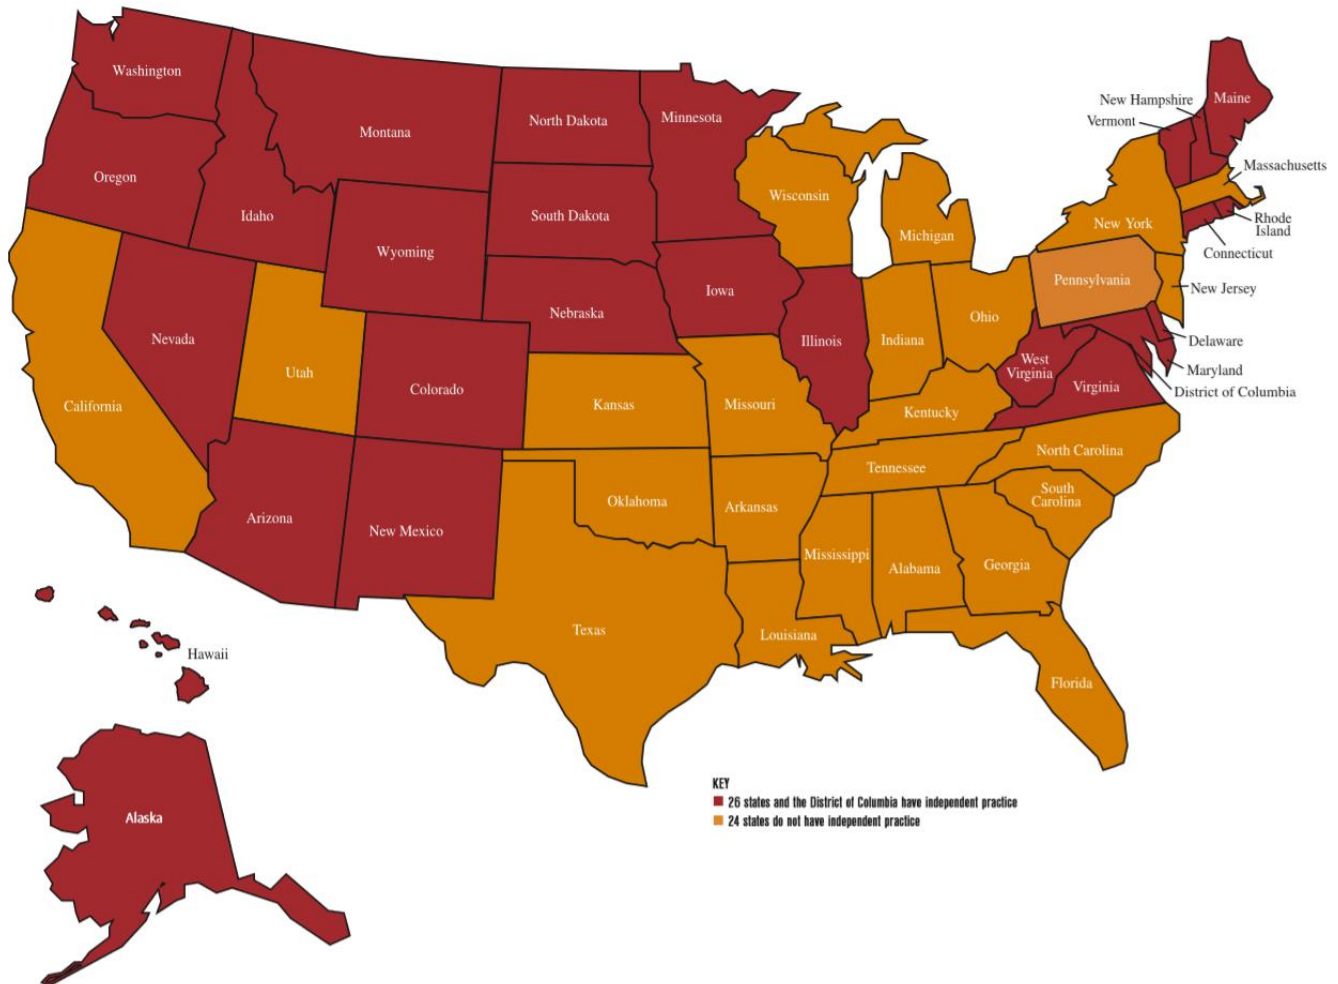 Washington
Montana
North Dakota
Minnesota
New Hampshire
Vermont
Maine
Oregon
Idaho
Wyoming
South Dakota
Wisconsin
Michigan
New York
Massachusetts
Rhode
Island
Connecticut
Nevada
Utah
Colorado
Nebraska
Iowa
Illinois
Indiana
Ohio
Pennsylvania
New Jersey
Delaware
Maryland
District of Columbia
West
Virginia
Virginia
California
Kansas
Missouri
Kentucky
Arizona
New Mexico
Oklahoma
Arkansas
Tennessee
North Carolina
South
Carolina
Mississippi
Alabama
Georgia
Texas
Louisiana
Florida
Hawaii
Alaska
KEY
26 states and the District of Columbia have independent practice
24 states do not have independent practice